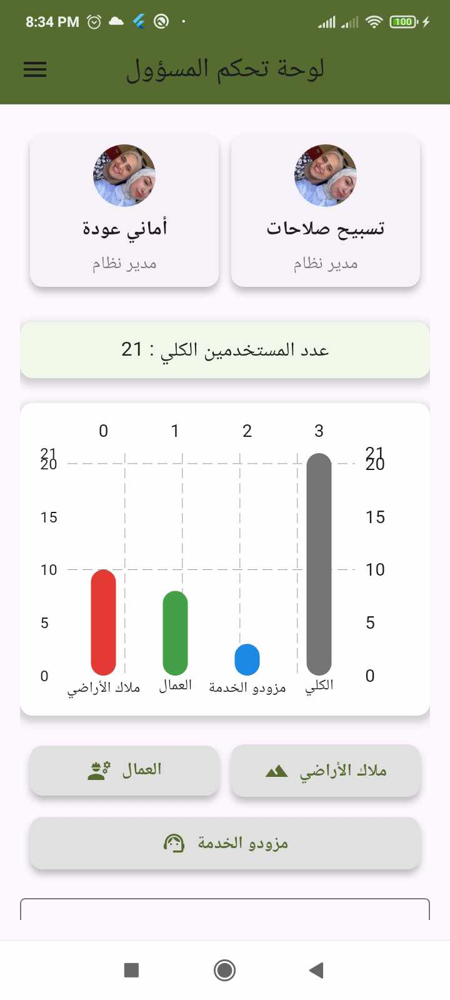 8:34 PM
100
لوحة تحكم المسؤول
تسبيح صلاحات
مدير نظام
أماني عودة
مدير نظام
عدد المستخدمين الكلي : 21
0 1 2 3
21 21
20 20
15 15
10 10
5 5
0 0
ملاك الأراضي العمال مزودو الخدمة الكلي
ملاك الأراضي
العمال
مزودو الخدمة